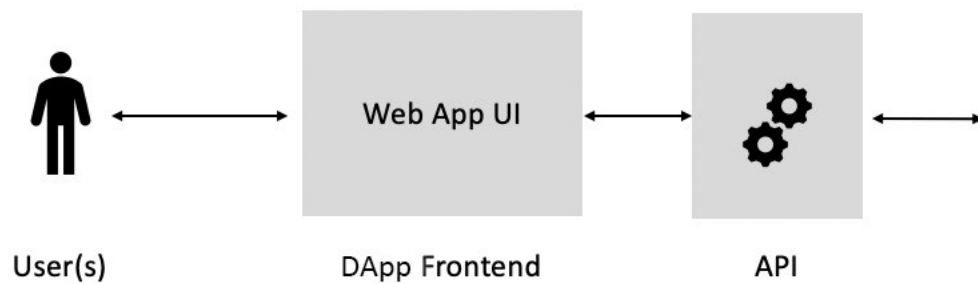 Web App UI
User(s)
DApp Frontend
API